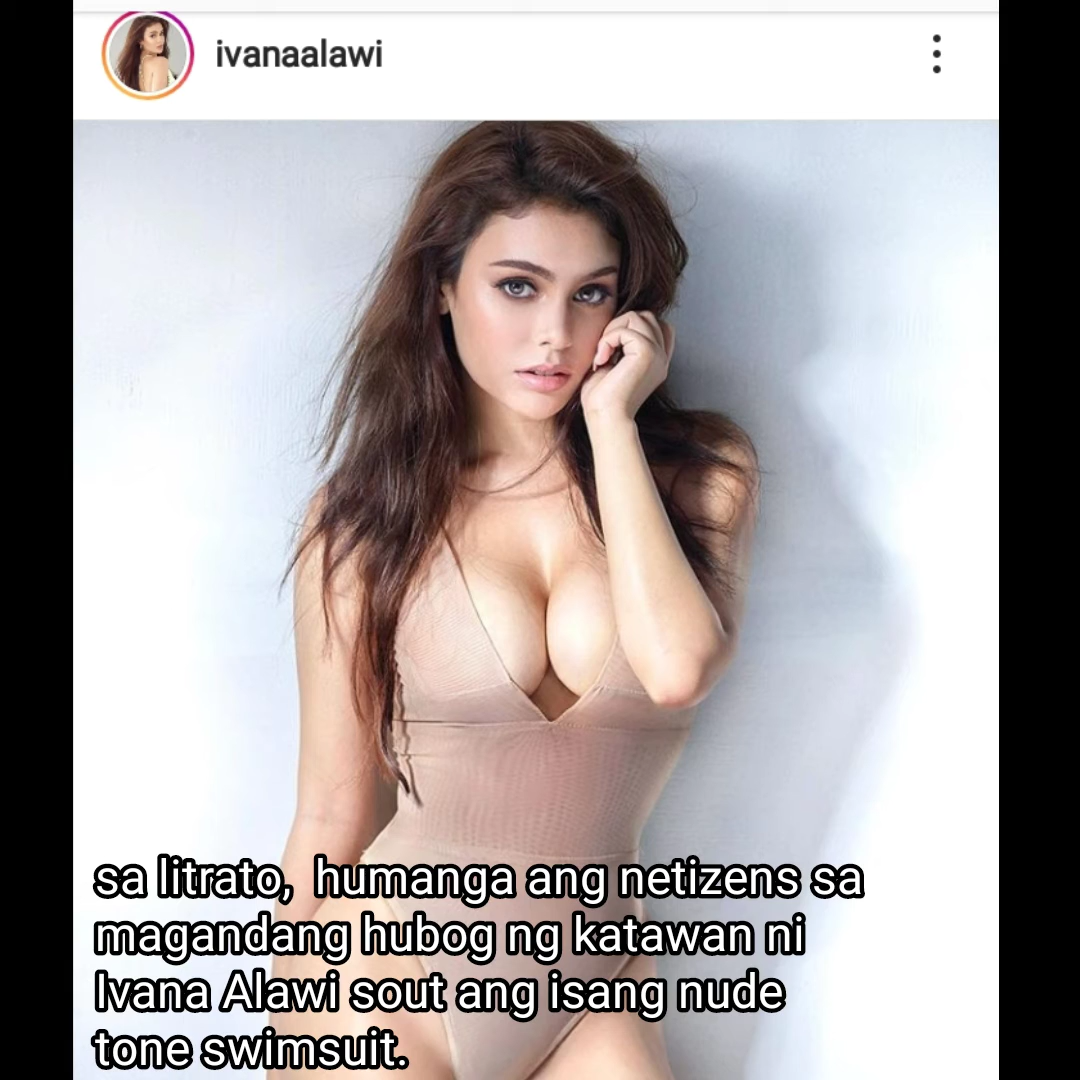 ivanaalawi
sa litrato, humanga ang netizens sa
magandang hubog ng katawan ni
Ivana Alawi sout ang isang nude
tone swimsuit.